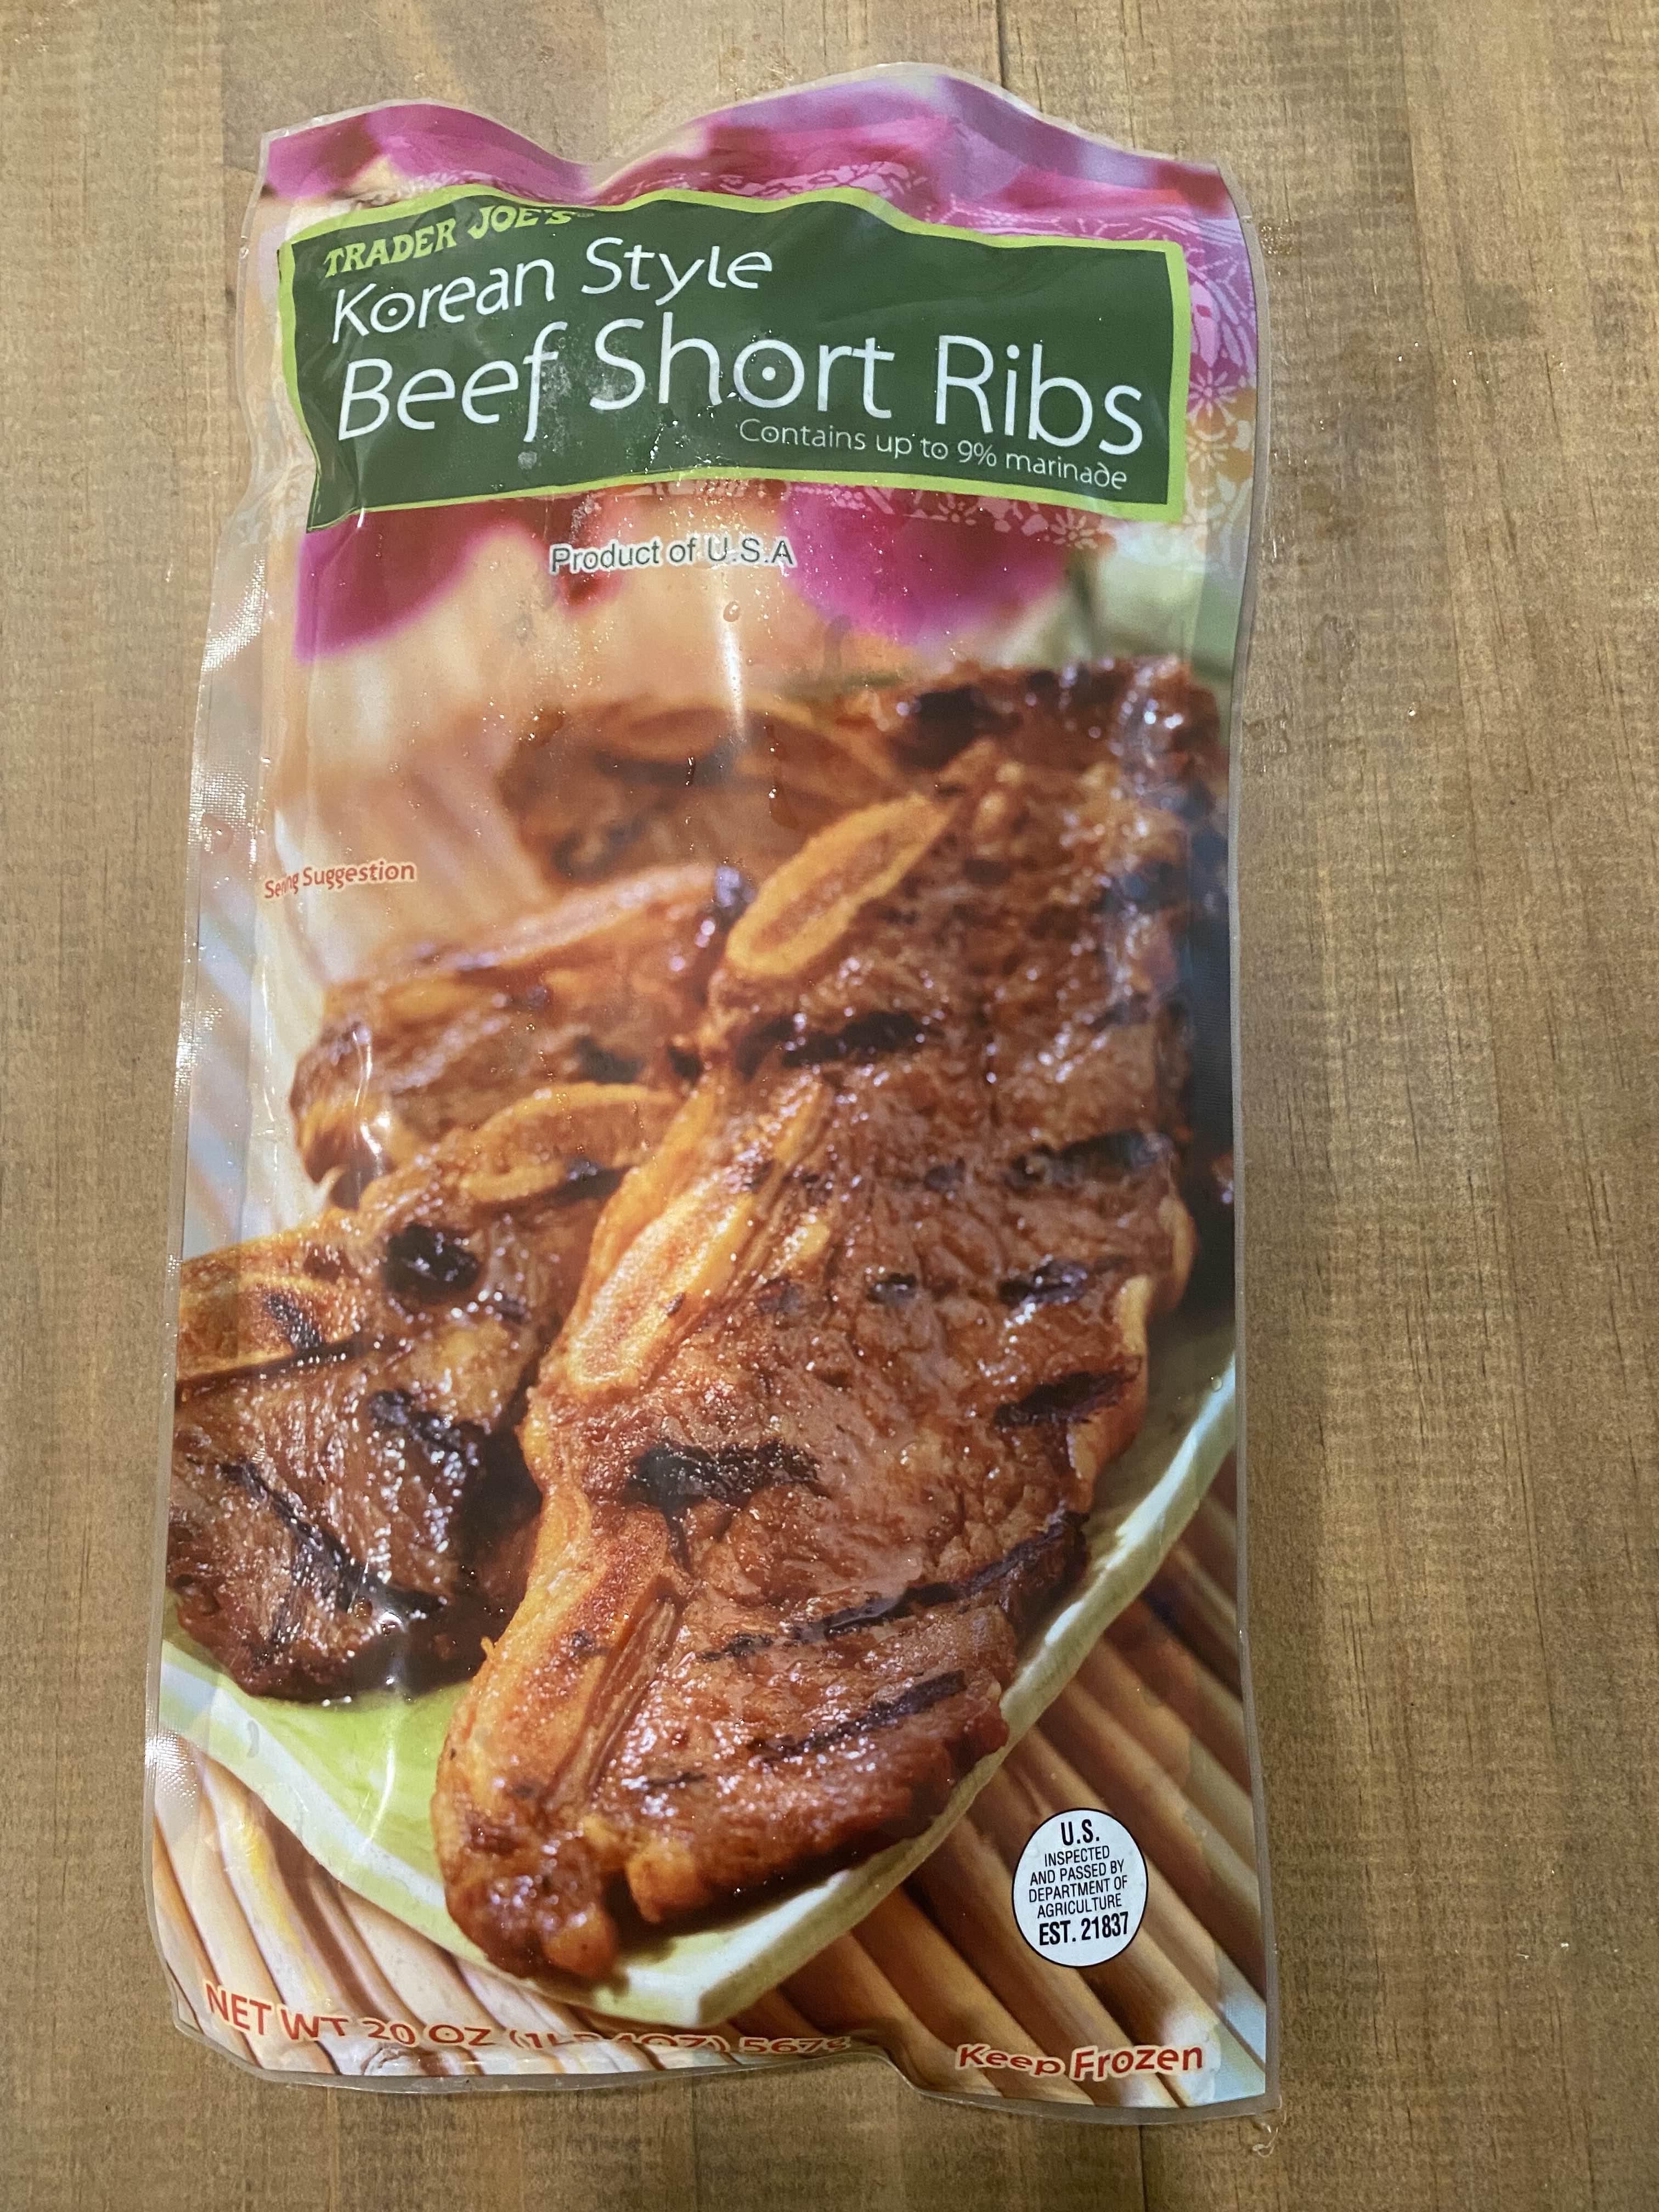 TRADER JOE'S®
Korean Style
Beef Short Ribs
Contains up to 9% marinade
Product of U.S.A
Suggestion
U.S.
INSPECTED
AND PASSED BY
DEPARTMENT OF
AGRICULTURE
EST. 21837
NET WT 20 OZ 567g
Keep Frozen